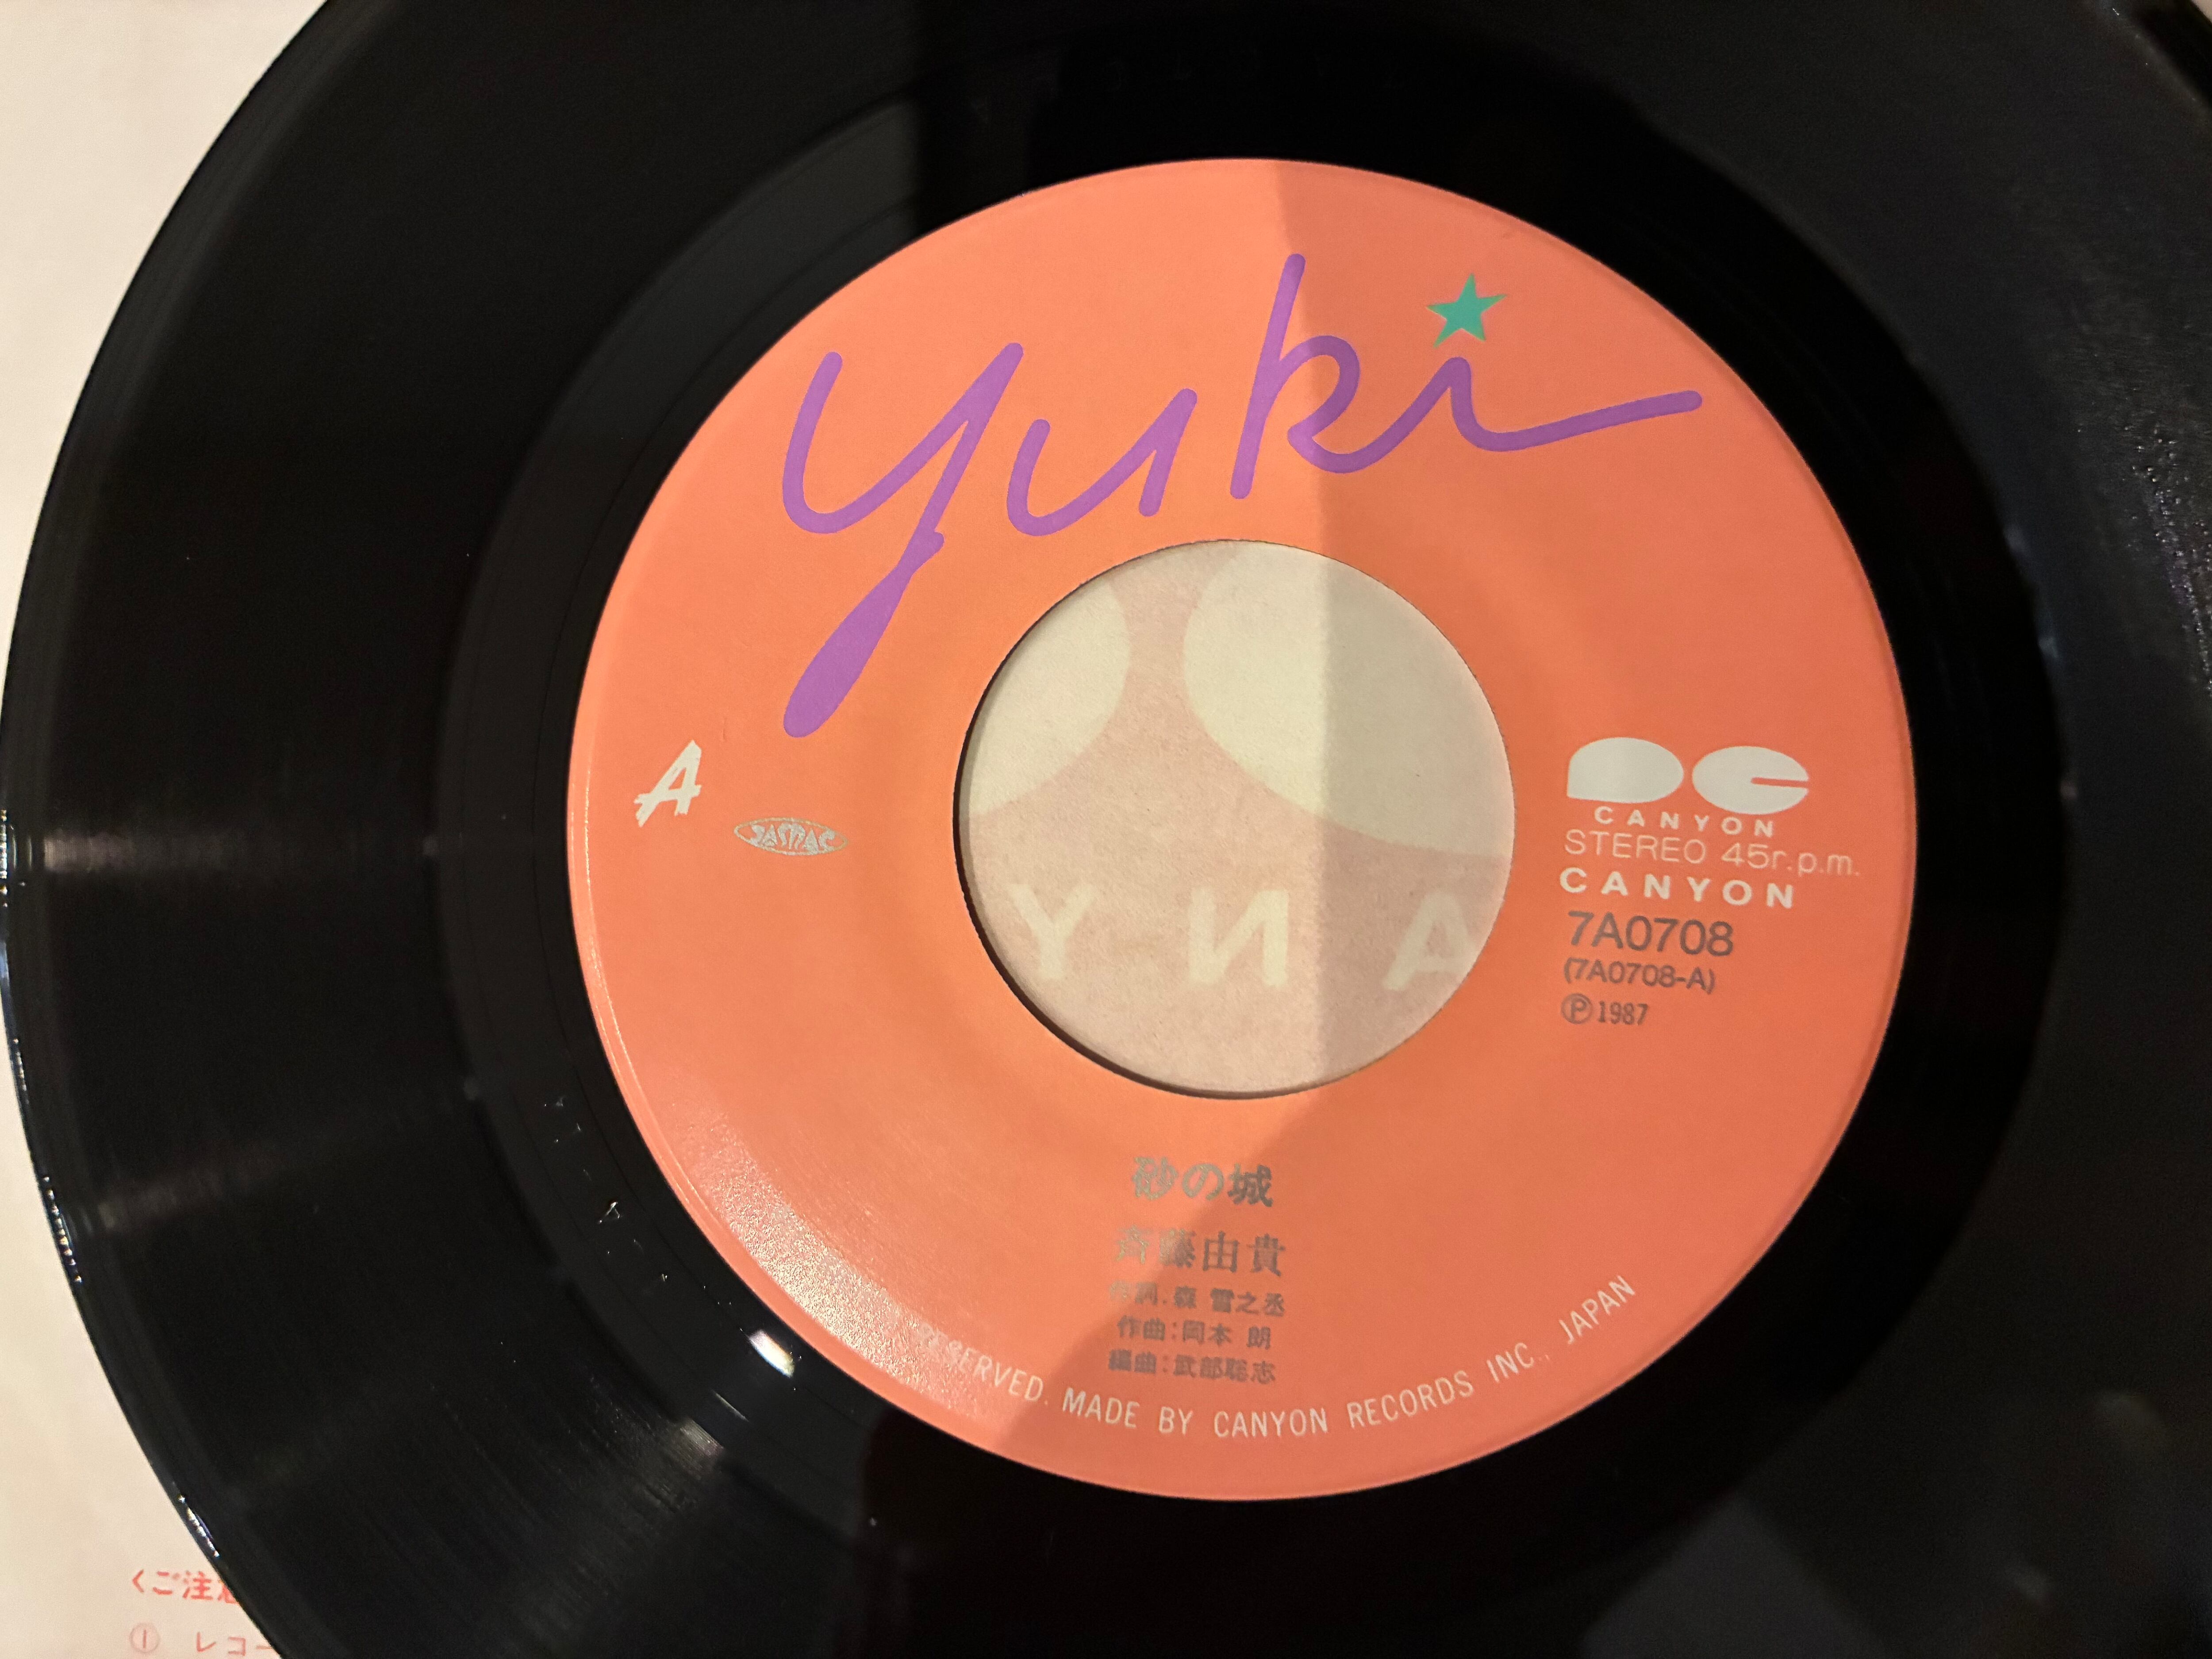 yuki
A
JASRAC
CANYON
STEREO 45r.p.m.
CANYON
7A0708
(7A0708-A)
Ⓟ1987
砂の城
斉藤由貴
作詞:森 雪之丞
作曲:岡本 朗
編曲:武部聡志
RESERVED. MADE BY CANYON RECORDS INC., JAPAN
〈ご注意
① レコー